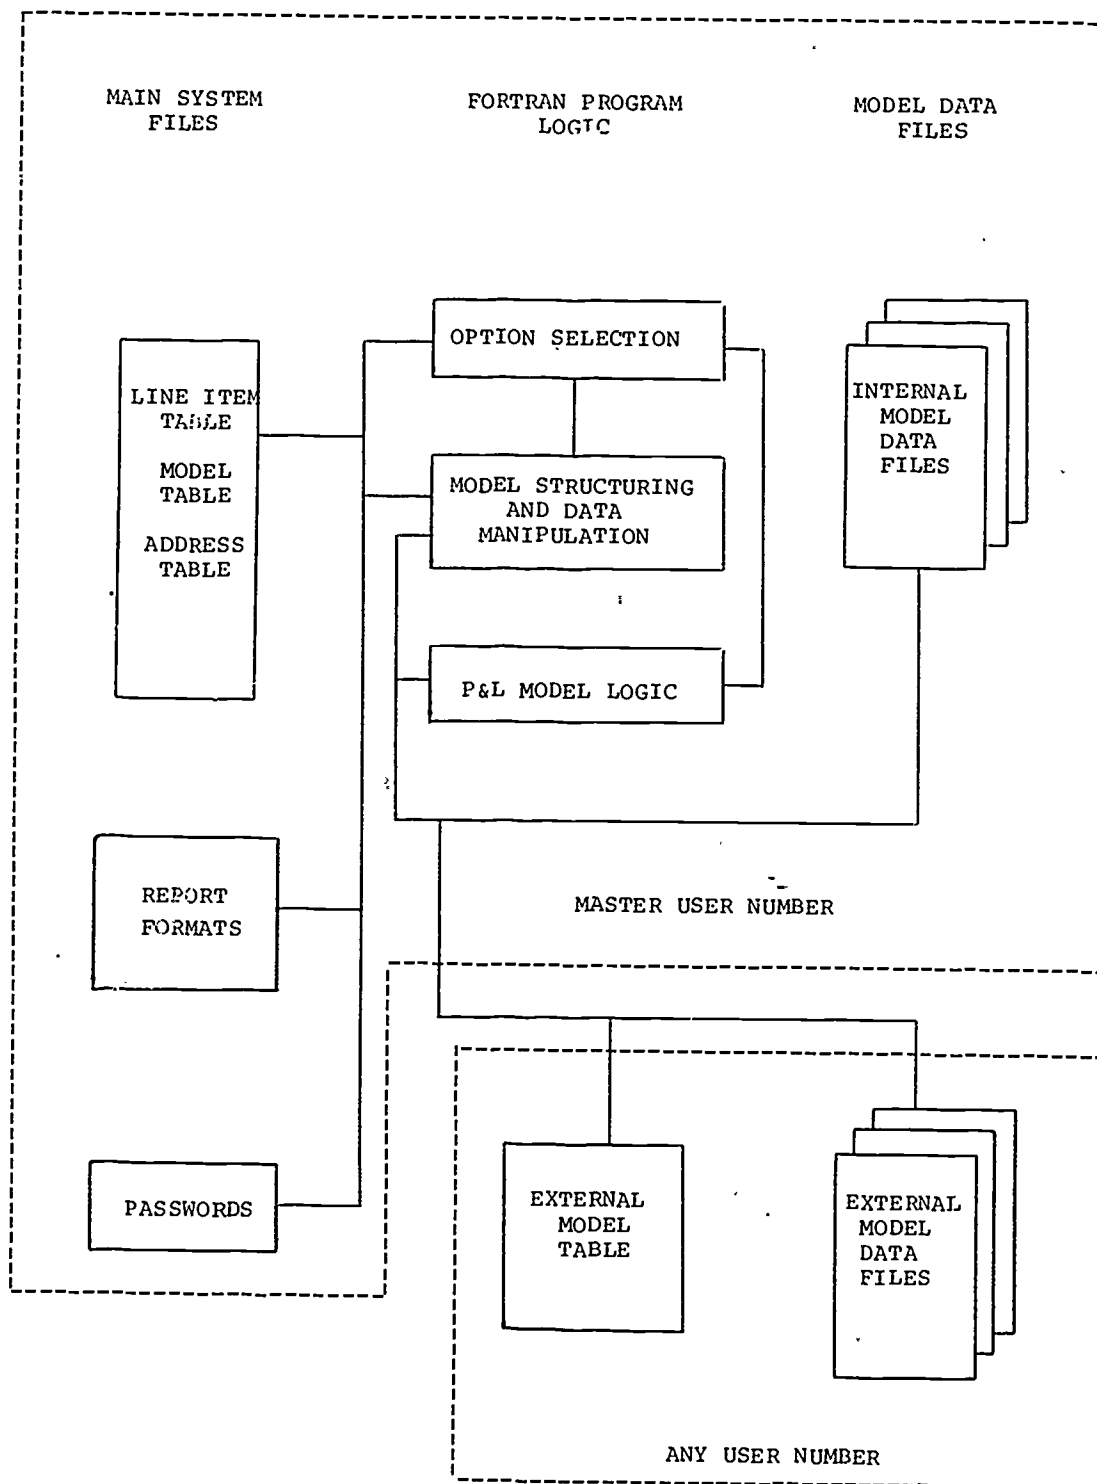 MAIN SYSTEM
FILES
FORTRAN PROGRAM
LOGIC
MODEL DATA
FILES
LINE ITEM
TABLE
MODEL
TABLE
ADDRESS
TABLE
OPTION SELECTION
MODEL STRUCTURING
AND DATA
MANIPULATION
P&L MODEL LOGIC
INTERNAL
MODEL
DATA
FILES
REPORT
FORMATS
MASTER USER NUMBER
PASSWORDS
EXTERNAL
MODEL
TABLE
EXTERNAL
MODEL
DATA
FILES
ANY USER NUMBER